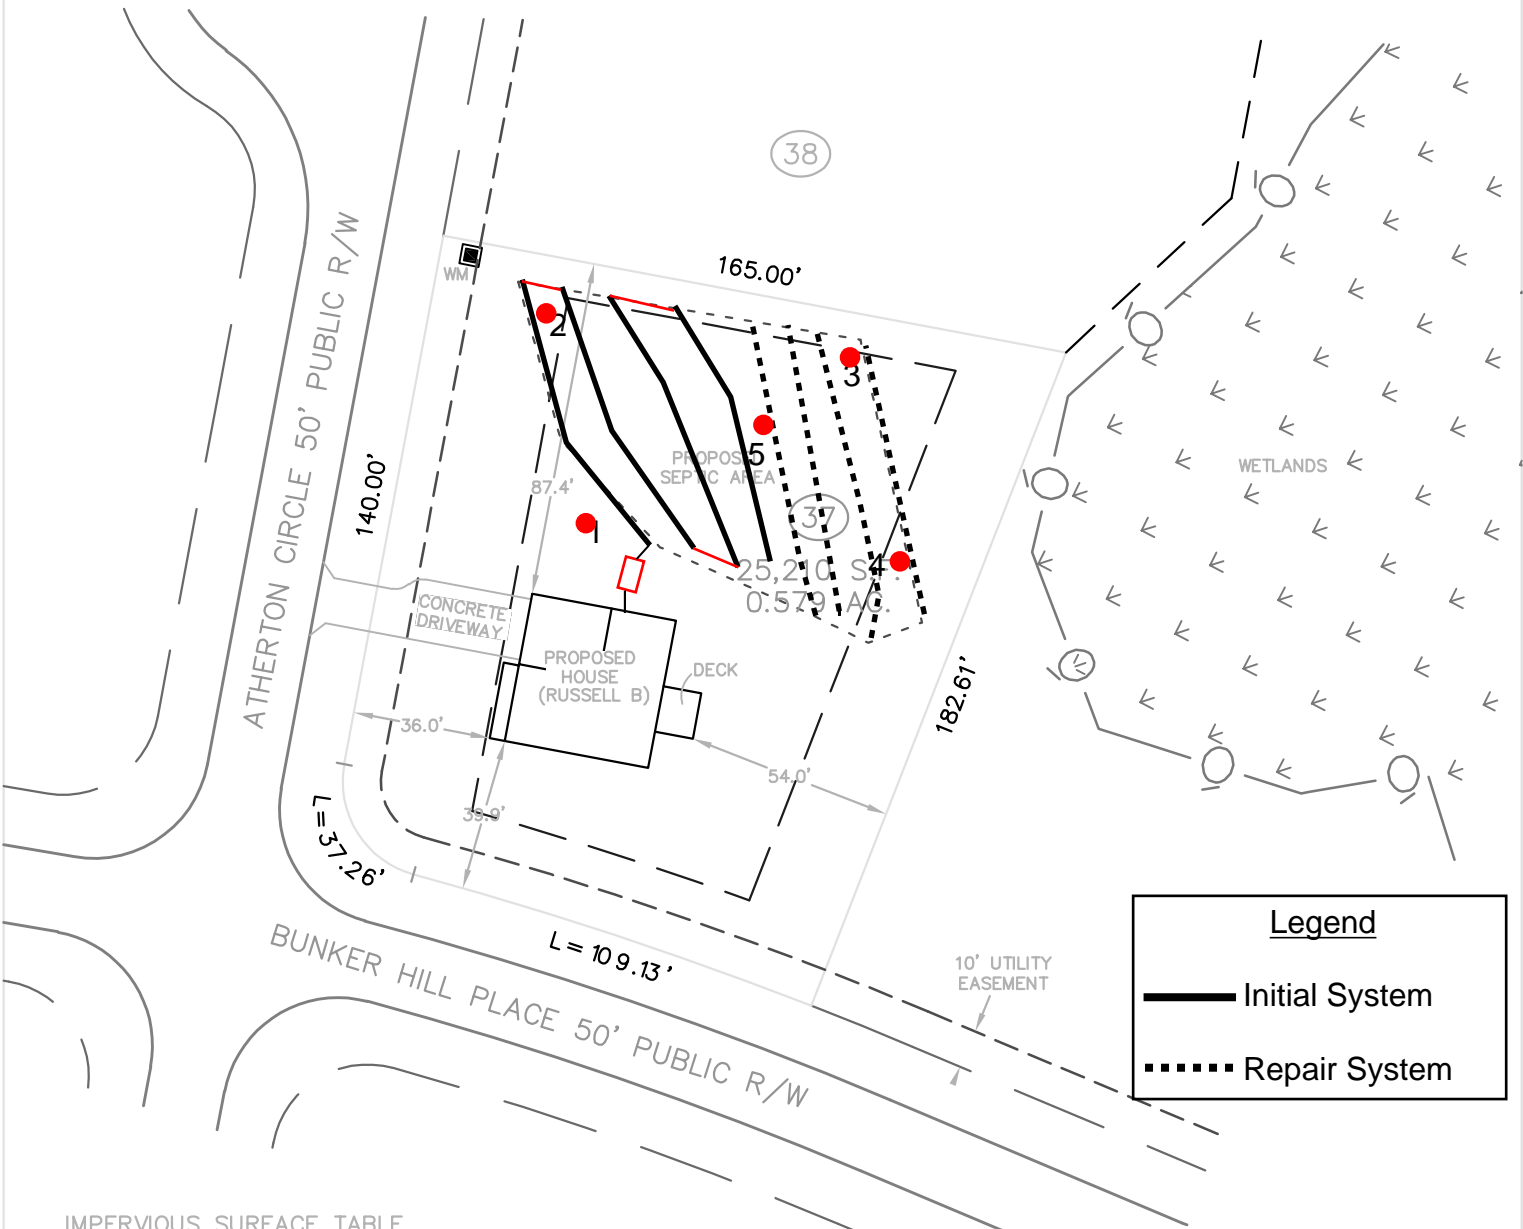 38
165.00'
WM
2
3
5
PROPOS
SEPTIC AREA
87.4'
37
1
4
25,210 S.F.
0.579 AC.
140.00'
ATHERTON CIRCLE 50' PUBLIC R/W
CONCRETE
DRIVEWAY
PROPOSED
HOUSE
(RUSSELL B)
DECK
36.0'
54.0'
39.9'
182.61'
WETLANDS
L=37.26'
L=109.13'
BUNKER HILL PLACE 50' PUBLIC R/W
10' UTILITY
EASEMENT
Legend
Initial System
Repair System
IMPERVIOUS SURFACE TABLE